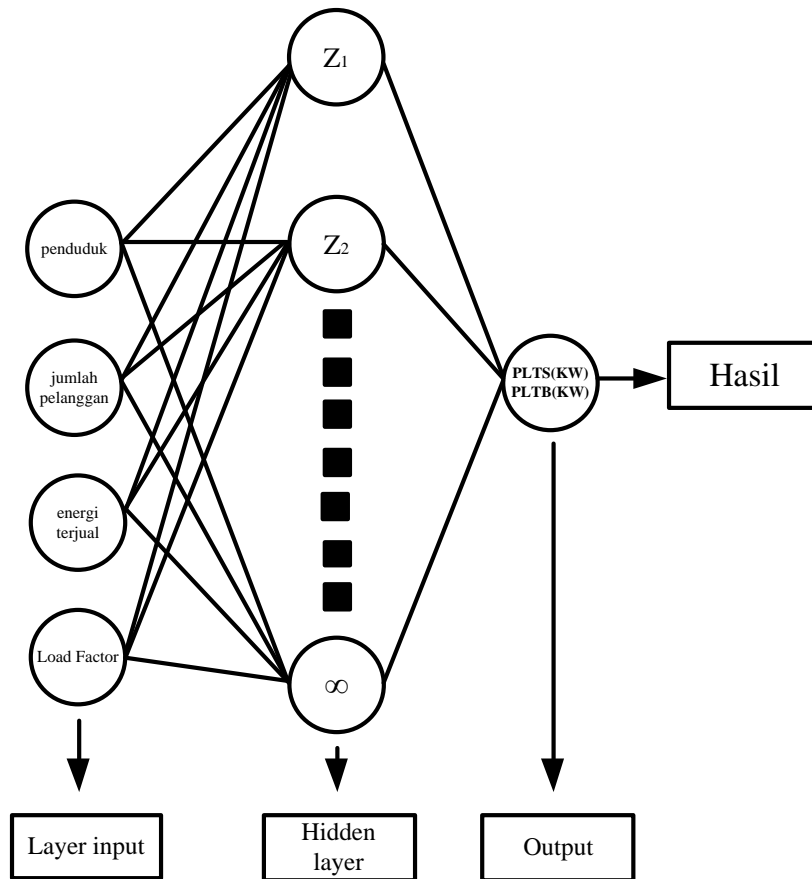 Z1
penduduk
Z2
jumlah
pelanggan
PLTS(KW)
PLTB(KW)
Hasil
energi
terjual
Load Factor
∞
Layer input
Hidden
layer
Output